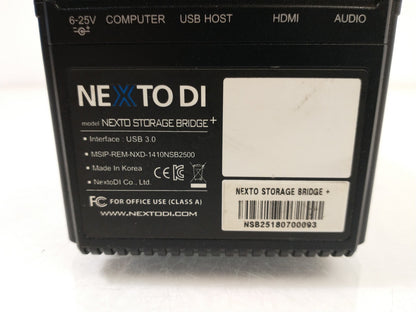 6-25V COMPUTER USB HOST HDMI AUDIO
NEXTO DI
model NEXTO STORAGE BRIDGE +
Interface : USB 3.0
MSIP-REM-NXD-1410NSB2500
Made In Korea
NextoDI Co., Ltd.
CE
FC FOR OFFICE USE (CLASS A)
WWW.NEXTODI.COM
NEXTO STORAGE BRIDGE +
NSB25180700093